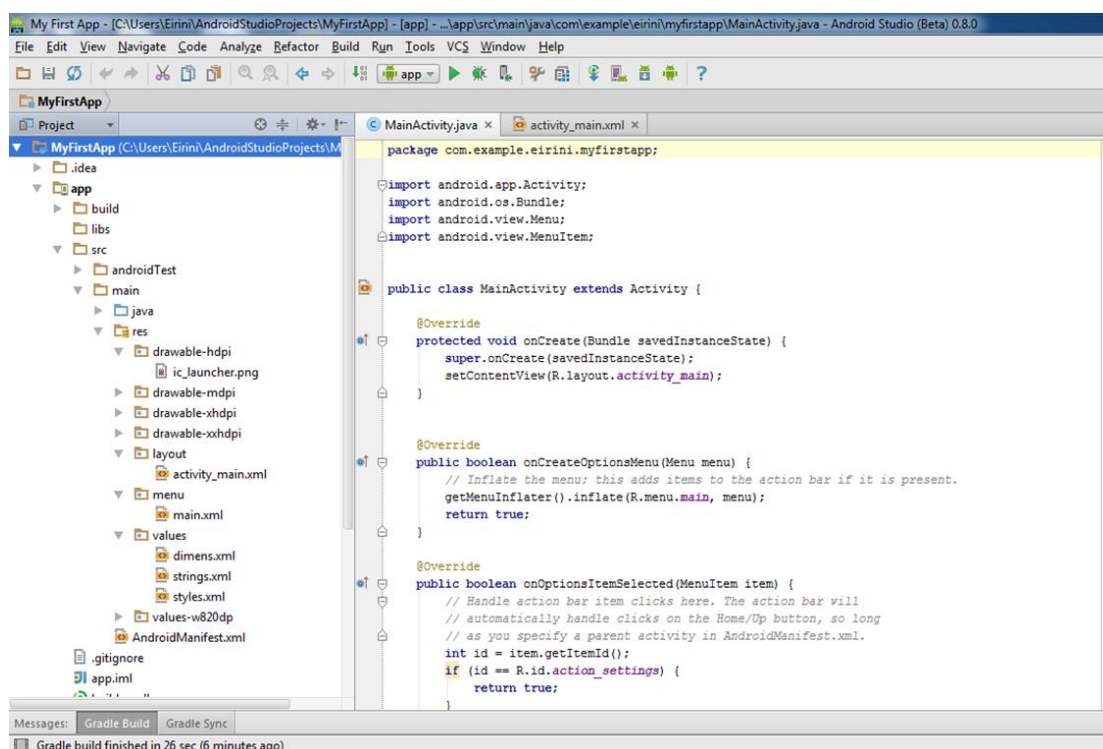 My First App - [C:\Users\Eirini\AndroidStudioProjects\MyFirstApp] - [app] - ...\app\src\main\java\com\example\eirini\myfirstapp\MainActivity.java - Android Studio (Beta) 0.8.0
File Edit View Navigate Code Analyze Refactor Build Run Tools VCS Window Help
app
MyFirstApp
Project
MyFirstApp (C:\Users\Eirini\AndroidStudioProjects\M
.idea
app
build
libs
src
androidTest
main
java
res
drawable-hdpi
ic_launcher.png
drawable-mdpi
drawable-xhdpi
drawable-xxhdpi
layout
activity_main.xml
menu
main.xml
values
dimens.xml
strings.xml
styles.xml
values-w820dp
AndroidManifest.xml
.gitignore
app.iml
MainActivity.java × activity_main.xml ×
package com.example.eirini.myfirstapp;
import android.app.Activity;
import android.os.Bundle;
import android.view.Menu;
import android.view.MenuItem;
public class MainActivity extends Activity {
@Override
protected void onCreate(Bundle savedInstanceState) {
super.onCreate(savedInstanceState);
setContentView(R.layout.activity_main);
}
@Override
public boolean onCreateOptionsMenu(Menu menu) {
// Inflate the menu; this adds items to the action bar if it is present.
getMenuInflater().inflate(R.menu.main, menu);
return true;
}
@Override
public boolean onOptionsItemSelected(MenuItem item) {
// Handle action bar item clicks here. The action bar will
// automatically handle clicks on the Home/Up button, so long
// as you specify a parent activity in AndroidManifest.xml.
int id = item.getItemId();
if (id == R.id.action_settings) {
return true;
}
Messages: Gradle Build Gradle Sync
Gradle build finished in 26 sec (6 minutes ago)